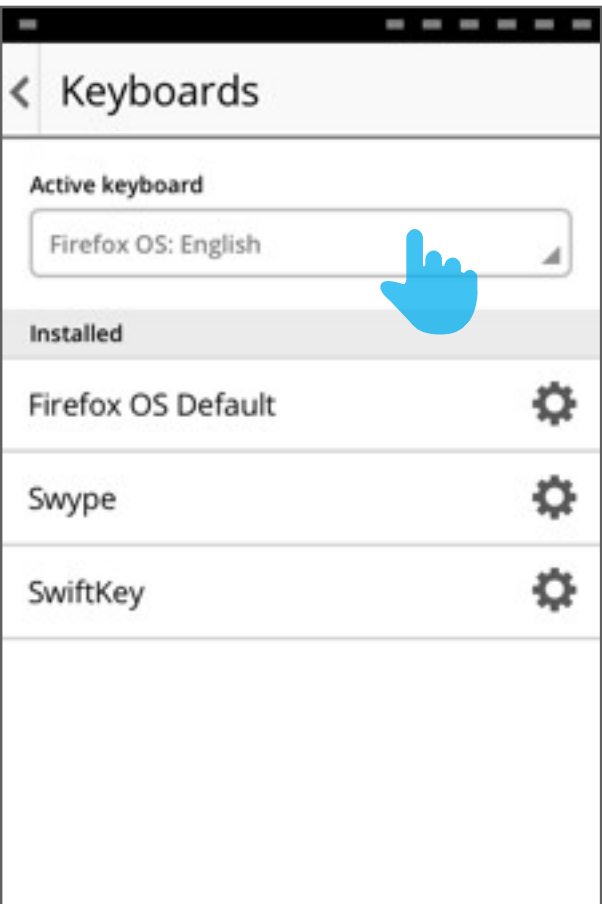 Keyboards
Active keyboard
Firefox OS: English
Installed
Firefox OS Default
Swype
SwiftKey